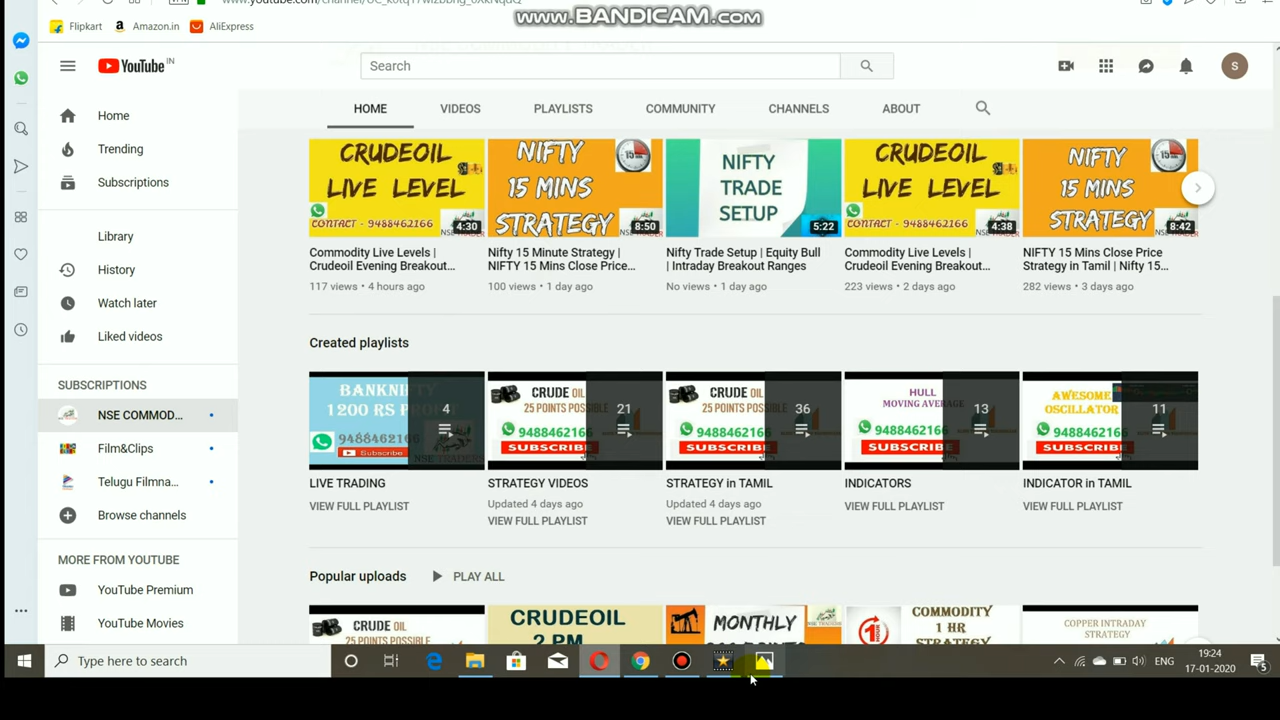 www.BANDICAM.com
Flipkart Amazon.in AliExpress
YouTube IN
Search
S
HOME VIDEOS PLAYLISTS COMMUNITY CHANNELS ABOUT
Home
Trending
Subscriptions
Library
History
Watch later
Liked videos
SUBSCRIPTIONS
NSE COMMOD...
Film&Clips
Telugu Filmna...
Browse channels
MORE FROM YOUTUBE
YouTube Premium
YouTube Movies
CRUDEOIL
LIVE LEVEL
CONTACT - 9488462166
4:30
Commodity Live Levels |
Crudeoil Evening Breakout...
117 views • 4 hours ago
NIFTY
15 MINS
STRATEGY
8:50
Nifty 15 Minute Strategy |
NIFTY 15 Mins Close Price...
100 views • 1 day ago
NIFTY
TRADE
SETUP
5:22
Nifty Trade Setup | Equity Bull
| Intraday Breakout Ranges
No views • 1 day ago
CRUDEOIL
LIVE LEVEL
CONTACT - 9488462166
4:38
Commodity Live Levels |
Crudeoil Evening Breakout...
223 views • 2 days ago
NIFTY
15 MINS
STRATEGY
8:42
NIFTY 15 Mins Close Price
Strategy in Tamil | Nifty 15...
282 views • 3 days ago
Created playlists
BANKNIFTY
1200 RS PROFIT
9488462166
Subscribe
NSE TRADERS
4
LIVE TRADING
VIEW FULL PLAYLIST
CRUDE OIL
25 POINTS POSSIBLE
9488462166
SUBSCRIBE
21
STRATEGY VIDEOS
Updated 4 days ago
VIEW FULL PLAYLIST
CRUDE OIL
25 POINTS POSSIBLE
9488462166
SUBSCRIBE
36
STRATEGY in TAMIL
Updated 4 days ago
VIEW FULL PLAYLIST
HULL
MOVING AVERAGE
9488462166
SUBSCRIBE
13
INDICATORS
VIEW FULL PLAYLIST
AWESOME
OSCILLATOR
9488462166
SUBSCRIBE
11
INDICATOR in TAMIL
VIEW FULL PLAYLIST
Popular uploads PLAY ALL
CRUDE OIL
25 POINTS POSSIBLE
CRUDEOIL
2 PM
MONTHLY
COMMODITY
1 HR
STRATEGY
COPPER INTRADAY
STRATEGY
Type here to search
ENG
19:24
17-01-2020
5